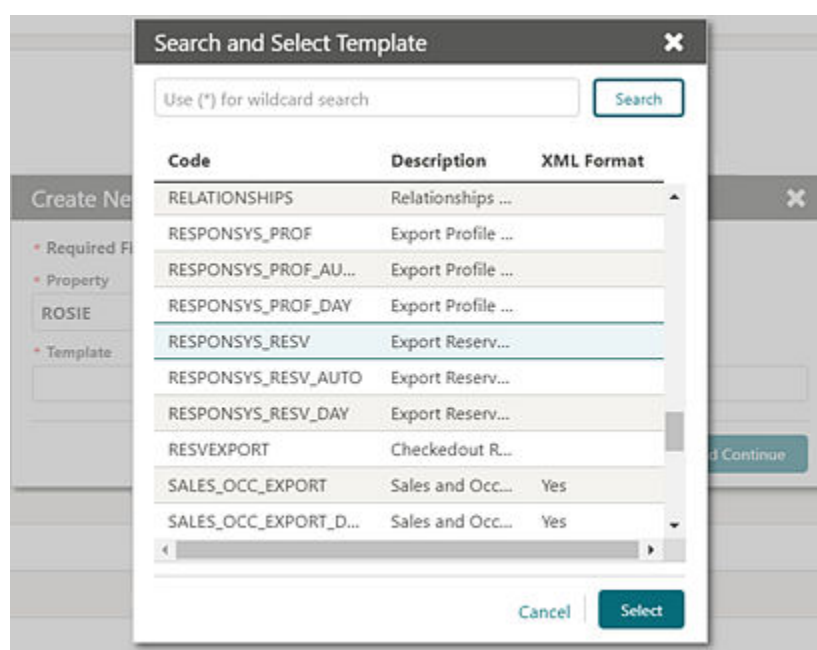 Search and Select Template
Use (*) for wildcard search
Search
Code Description XML Format
RELATIONSHIPS Relationships ...
RESPONSYS_PROF Export Profile ...
RESPONSYS_PROF_AU... Export Profile ...
RESPONSYS_PROF_DAY Export Profile ...
RESPONSYS_RESV Export Reserv...
RESPONSYS_RESV_AUTO Export Reserv...
RESPONSYS_RESV_DAY Export Reserv...
RESVEXPORT Checkedout R...
SALES_OCC_EXPORT Sales and Occ... Yes
SALES_OCC_EXPORT_D... Sales and Occ... Yes
Cancel Select
Create Ne
* Required Fi
* Property
ROSIE
* Template
d Continue